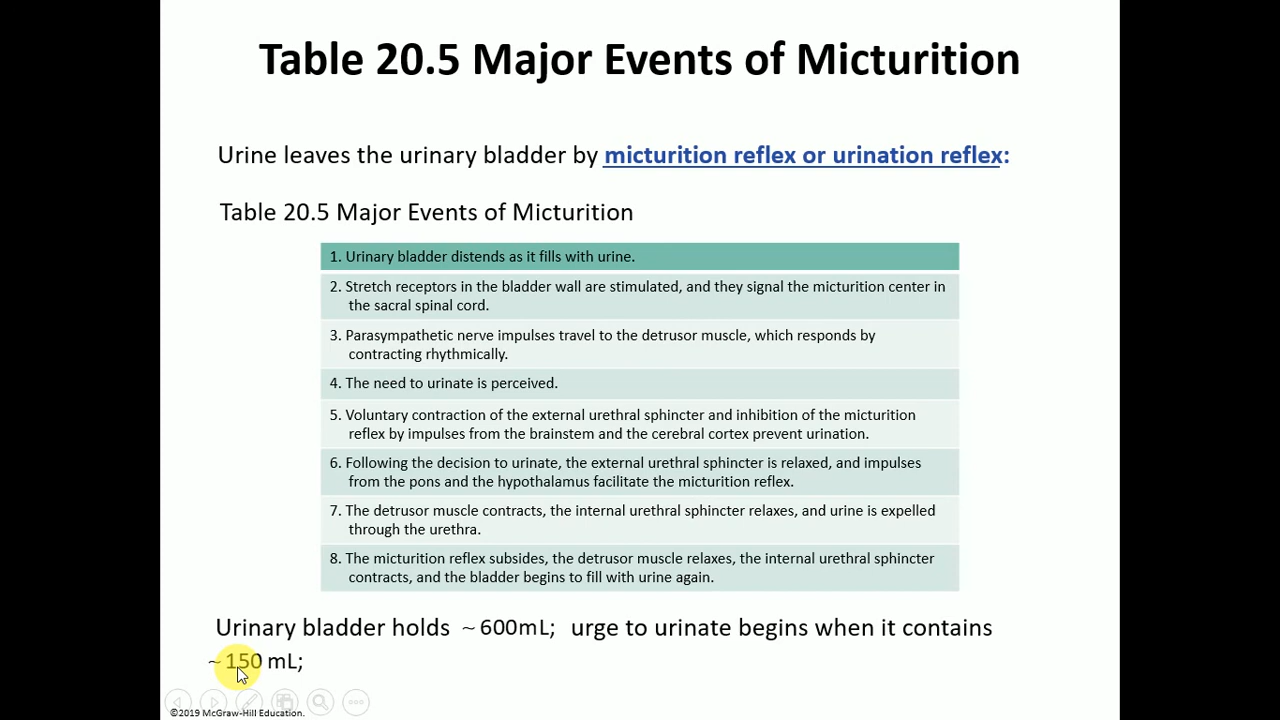 Table 20.5 Major Events of Micturition
Urine leaves the urinary bladder by micturition reflex or urination reflex:
Table 20.5 Major Events of Micturition
1. Urinary bladder distends as it fills with urine.
2. Stretch receptors in the bladder wall are stimulated, and they signal the micturition center in
the sacral spinal cord.
3. Parasympathetic nerve impulses travel to the detrusor muscle, which responds by
contracting rhythmically.
4. The need to urinate is perceived.
5. Voluntary contraction of the external urethral sphincter and inhibition of the micturition
reflex by impulses from the brainstem and the cerebral cortex prevent urination.
6. Following the decision to urinate, the external urethral sphincter is relaxed, and impulses
from the pons and the hypothalamus facilitate the micturition reflex.
7. The detrusor muscle contracts, the internal urethral sphincter relaxes, and urine is expelled
through the urethra.
8. The micturition reflex subsides, the detrusor muscle relaxes, the internal urethral sphincter
contracts, and the bladder begins to fill with urine again.
Urinary bladder holds ~600mL; urge to urinate begins when it contains
~150 mL;
©2019 McGraw-Hill Education.